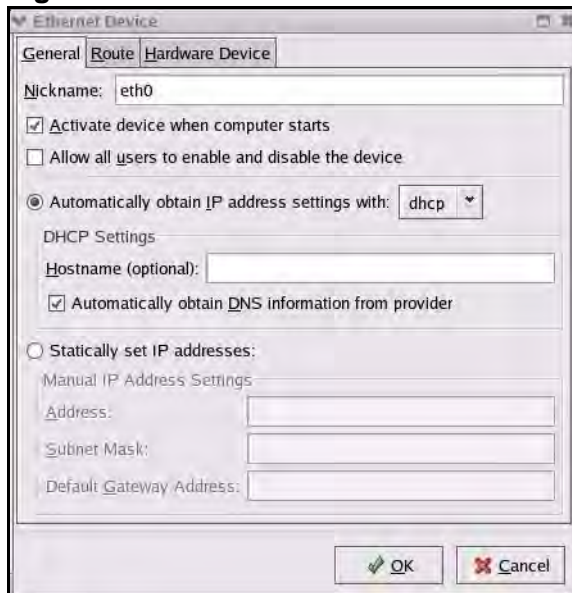 Ethernet Device
General Route Hardware Device
Nickname: eth0
Activate device when computer starts
Allow all users to enable and disable the device
Automatically obtain IP address settings with: dhcp
DHCP Settings
Hostname (optional):
Automatically obtain DNS information from provider
Statically set IP addresses:
Manual IP Address Settings
Address:
Subnet Mask:
Default Gateway Address:
OK Cancel